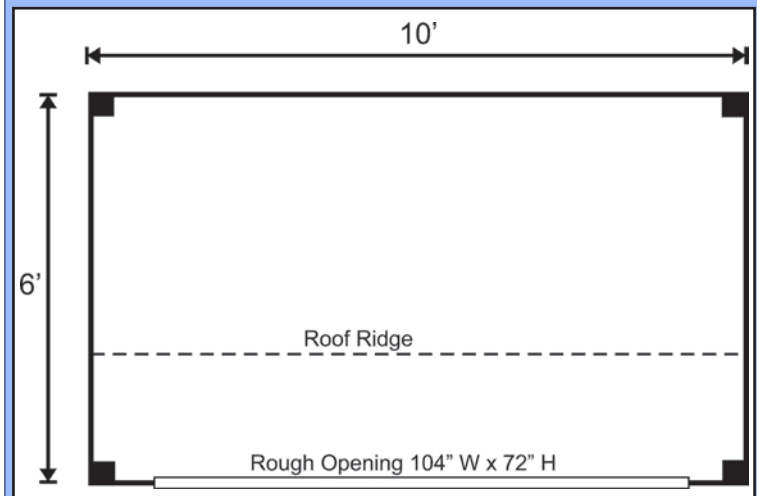 10’
6’
Roof Ridge
Rough Opening 104” W x 72” H